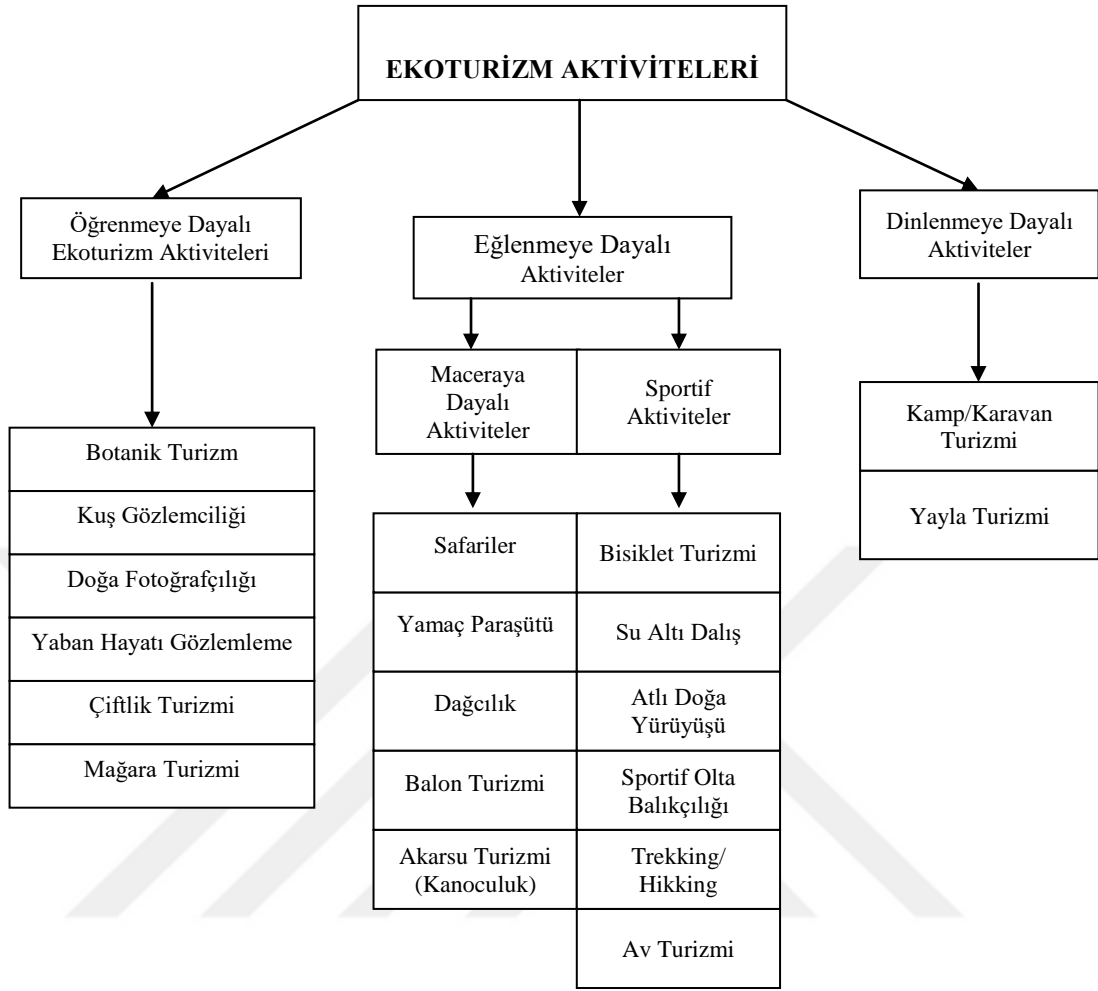 EKOTURİZM AKTİVİTELERİ
Öğrenmeye Dayalı
Ekoturizm Aktiviteleri
Eğlenmeye Dayalı
Aktiviteler
Dinlenmeye Dayalı
Aktiviteler
Maceraya
Dayalı
Aktiviteler
Sportif
Aktiviteler
Botanik Turizm
Kuş Gözlemciliği
Doğa Fotoğrafçılığı
Yaban Hayatı Gözlemleme
Çiftlik Turizmi
Mağara Turizmi
Safariler
Yamaç Paraşütü
Dağcılık
Balon Turizmi
Akarsu Turizmi
(Kanoculuk)
Bisiklet Turizmi
Su Altı Dalış
Atlı Doğa
Yürüyüşü
Sportif Olta
Balıkçılığı
Trekking/
Hikking
Av Turizmi
Kamp/Karavan
Turizmi
Yayla Turizmi